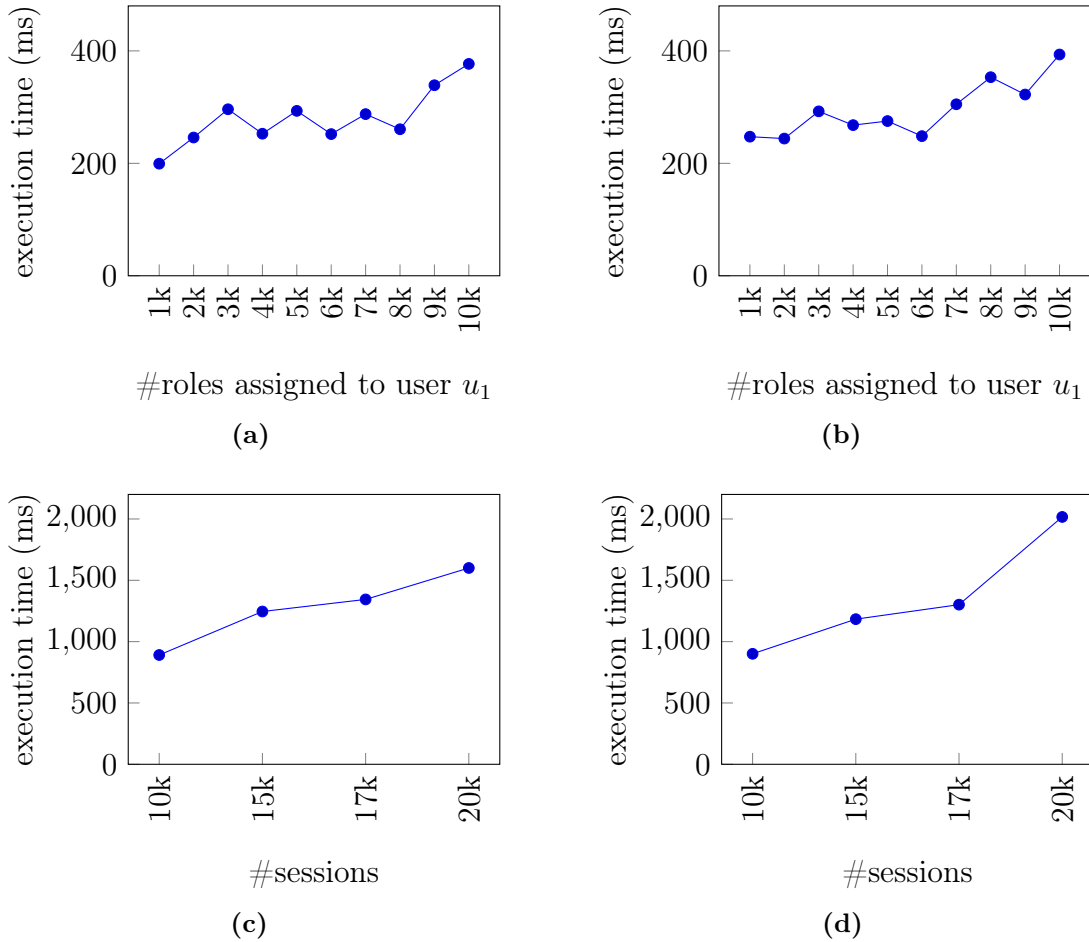 execution time (ms)
400
200
0
1k
2k
3k
4k
5k
6k
7k
8k
9k
10k
#roles assigned to user u1
(a)
execution time (ms)
400
200
0
1k
2k
3k
4k
5k
6k
7k
8k
9k
10k
#roles assigned to user u1
(b)
execution time (ms)
2,000
1,500
1,000
500
0
10k
15k
17k
20k
#sessions
(c)
execution time (ms)
2,000
1,500
1,000
500
0
10k
15k
17k
20k
#sessions
(d)